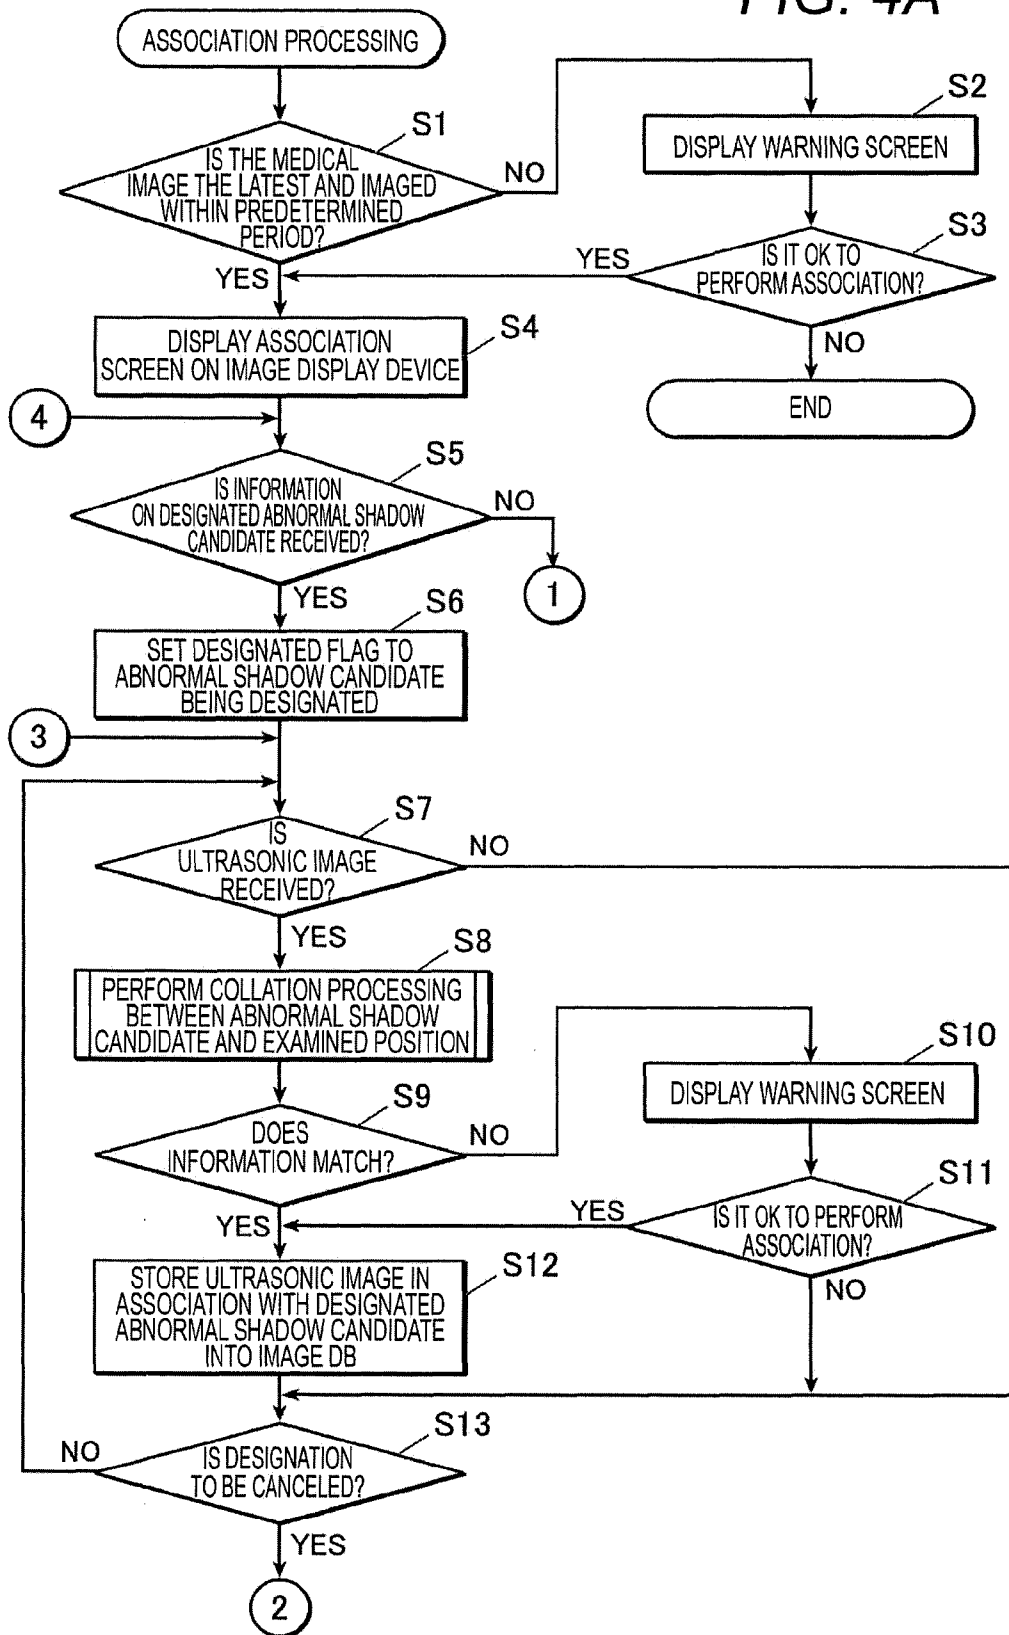 FIG. 4A
ASSOCIATION PROCESSING
S1
IS THE MEDICAL
IMAGE THE LATEST AND IMAGED
WITHIN PREDETERMINED
PERIOD?
NO
YES
S2
DISPLAY WARNING SCREEN
S3
IS IT OK TO
PERFORM ASSOCIATION?
YES
NO
END
S4
DISPLAY ASSOCIATION
SCREEN ON IMAGE DISPLAY DEVICE
4
S5
IS INFORMATION
ON DESIGNATED ABNORMAL SHADOW
CANDIDATE RECEIVED?
NO
1
YES
S6
SET DESIGNATED FLAG TO
ABNORMAL SHADOW CANDIDATE
BEING DESIGNATED
3
S7
IS
ULTRASONIC IMAGE
RECEIVED?
NO
YES
S8
PERFORM COLLATION PROCESSING
BETWEEN ABNORMAL SHADOW
CANDIDATE AND EXAMINED POSITION
S9
DOES
INFORMATION MATCH?
NO
YES
S10
DISPLAY WARNING SCREEN
S11
IS IT OK TO PERFORM
ASSOCIATION?
YES
NO
S12
STORE ULTRASONIC IMAGE IN
ASSOCIATION WITH DESIGNATED
ABNORMAL SHADOW CANDIDATE
INTO IMAGE DB
S13
IS DESIGNATION
TO BE CANCELED?
NO
YES
2